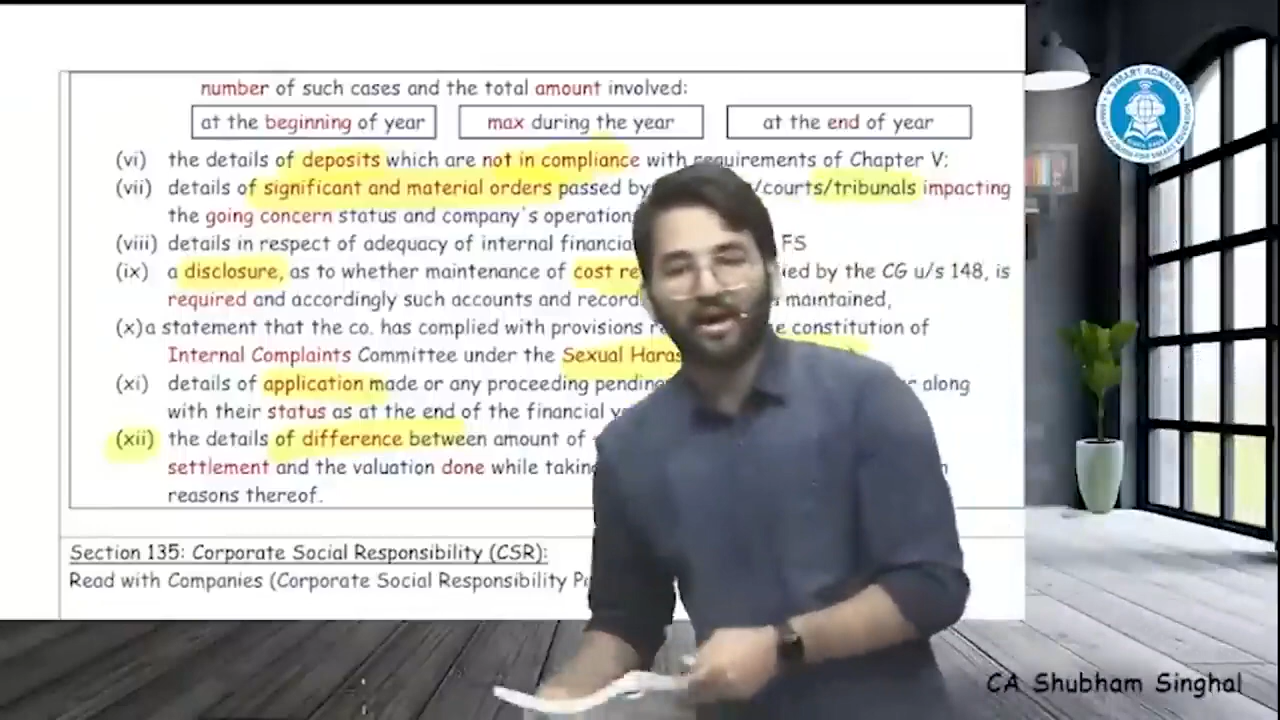 number of such cases and the total amount involved:
at the beginning of year
max during the year
at the end of year
(vi) the details of deposits which are not in compliance with requirements of Chapter V;
(vii) details of significant and material orders passed by /courts/tribunals impacting
the going concern status and company's operation
(viii) details in respect of adequacy of internal financia FS
(ix) a disclosure, as to whether maintenance of cost re ied by the CG u/s 148, is
required and accordingly such accounts and record maintained,
(x) a statement that the co. has complied with provisions r e constitution of
Internal Complaints Committee under the Sexual Haras
(xi) details of application made or any proceeding pending along
with their status as at the end of the financial y
(xii) the details of difference between amount of
settlement and the valuation done while taking
reasons thereof.
Section 135: Corporate Social Responsibility (CSR):
Read with Companies (Corporate Social Responsibility P
V'SMART ACADEMY
CA Shubham Singhal